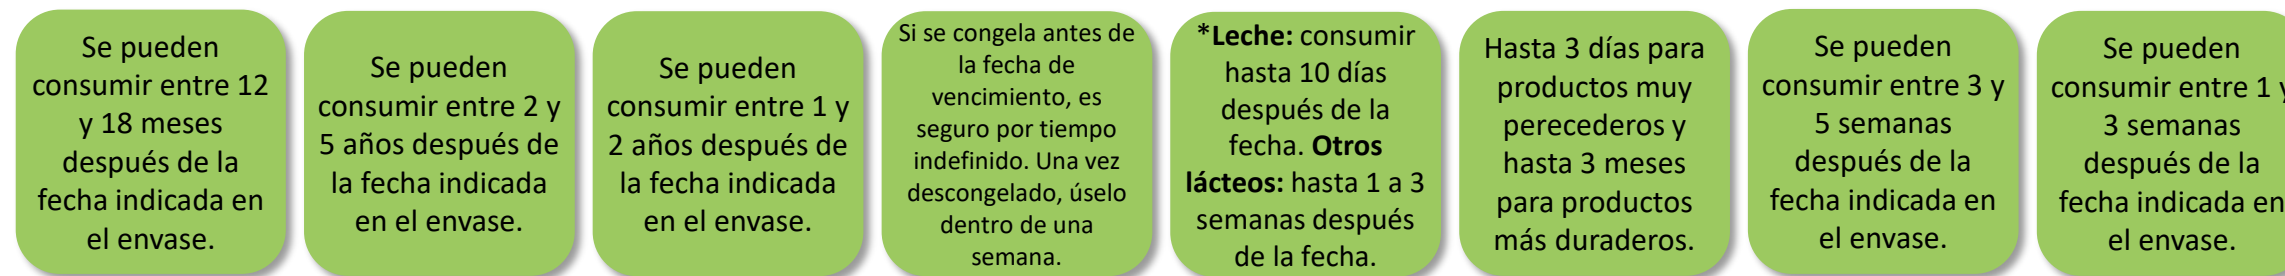 Se pueden
consumir entre 12
y 18 meses
después de la
fecha indicada en
el envase.
Se pueden
consumir entre 2 y
5 años después de
la fecha indicada
en el envase.
Se pueden
consumir entre 1 y
2 años después de
la fecha indicada
en el envase.
Si se congela antes de
la fecha de
vencimiento, es
seguro por tiempo
indefinido. Una vez
descongelado, úselo
dentro de una
semana.
*Leche: consumir
hasta 10 días
después de la
fecha. Otros
lácteos: hasta 1 a 3
semanas después
de la fecha.
Hasta 3 días para
productos muy
perecederos y
hasta 3 meses
para productos
más duraderos.
Se pueden
consumir entre 3 y
5 semanas
después de la
fecha indicada en
el envase.
Se pueden
consumir entre 1 y
3 semanas
después de la
fecha indicada en
el envase.